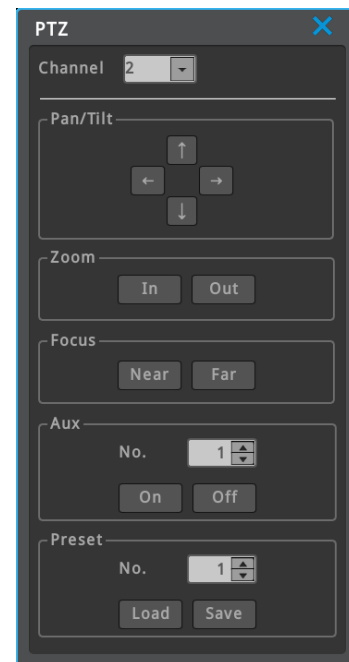 PTZ
Channel 2
Pan/Tilt
↑
← →
↓
Zoom
In Out
Focus
Near Far
Aux
No. 1
On Off
Preset
No. 1
Load Save